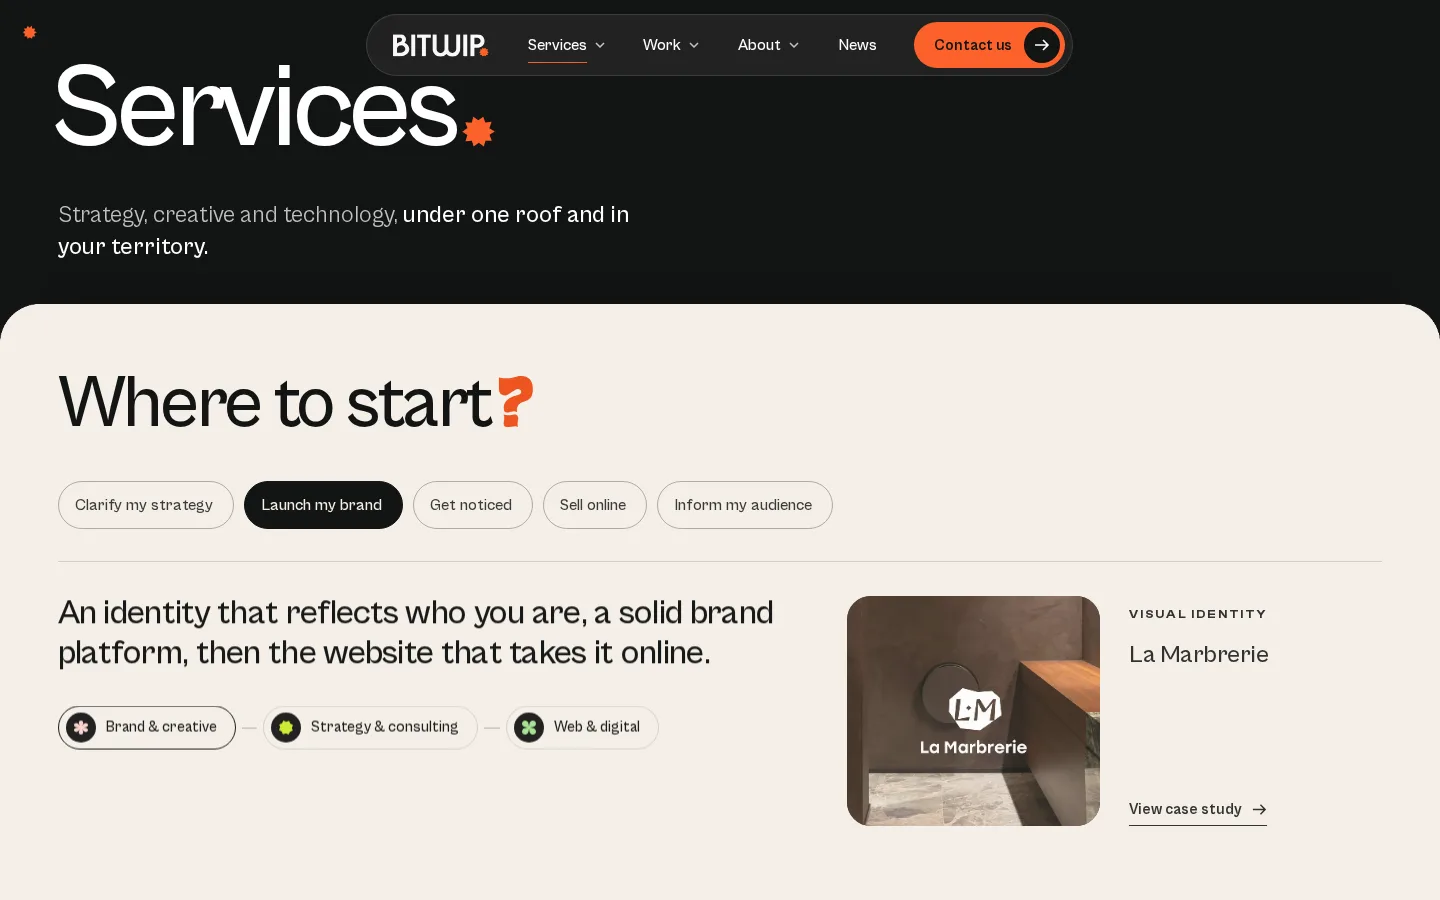 BITWIP.
Services
Work
About
News
Contact us
Services
Strategy, creative and technology, under one roof and in
your territory.
Where to start?
Clarify my strategy
Launch my brand
Get noticed
Sell online
Inform my audience
An identity that reflects who you are, a solid brand
platform, then the website that takes it online.
Brand & creative
Strategy & consulting
Web & digital
L·M
La Marbrerie
VISUAL IDENTITY
La Marbrerie
View case study